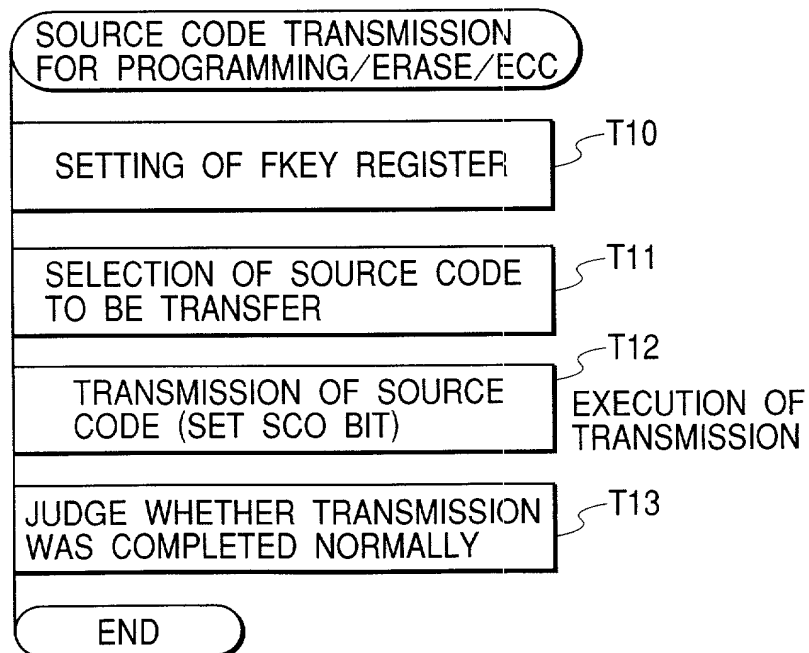 SOURCE CODE TRANSMISSION
FOR PROGRAMMING/ERASE/ECC
SETTING OF FKEY REGISTER
T10
SELECTION OF SOURCE CODE
TO BE TRANSFER
T11
TRANSMISSION OF SOURCE
CODE (SET SCO BIT)
T12
EXECUTION OF
TRANSMISSION
JUDGE WHETHER TRANSMISSION
WAS COMPLETED NORMALLY
T13
END